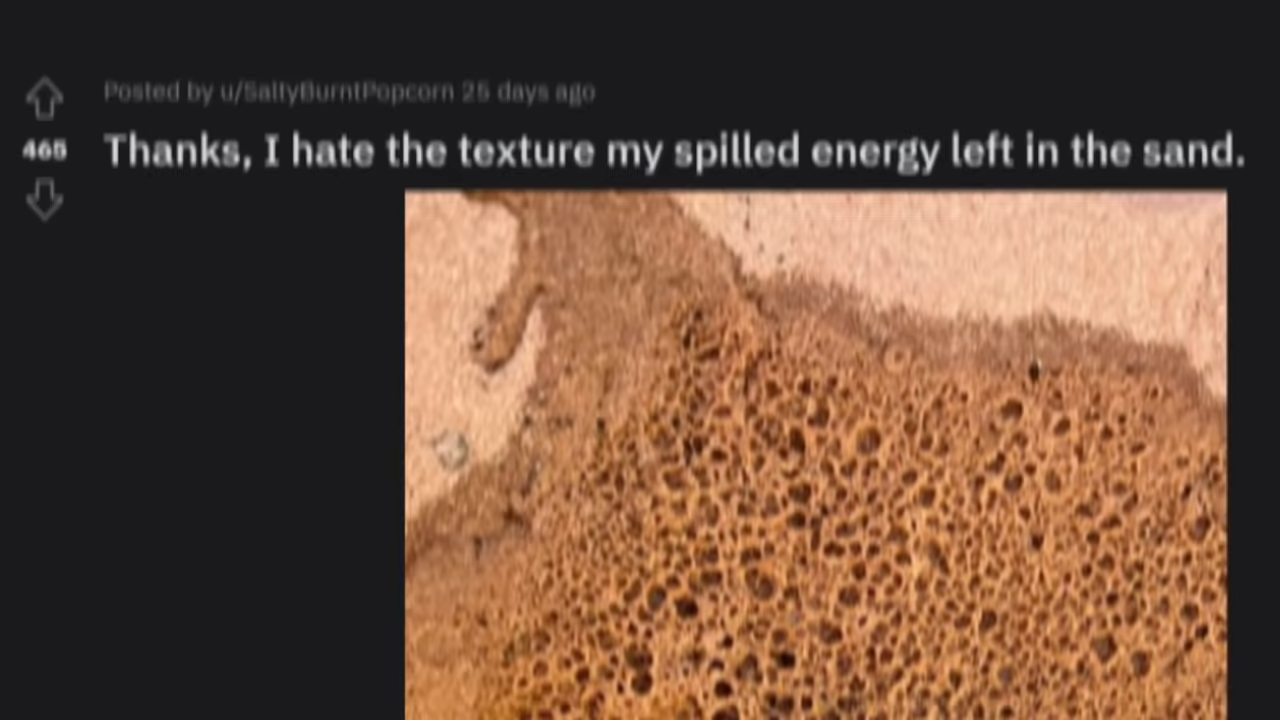 Posted by u/SaltyBurntPopcorn 25 days ago
465
Thanks, I hate the texture my spilled energy left in the sand.